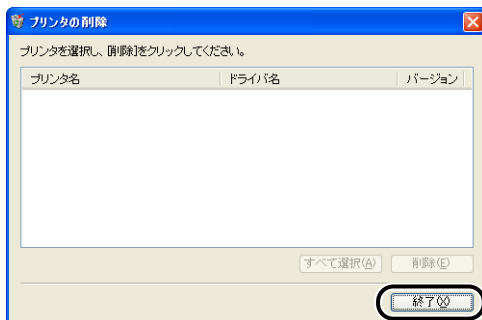 プリンタの削除
プリンタを選択し、[削除]をクリックしてください。
プリンタ名 ドライバ名 バージョン
すべて選択(A) 削除(E)
終了(X)